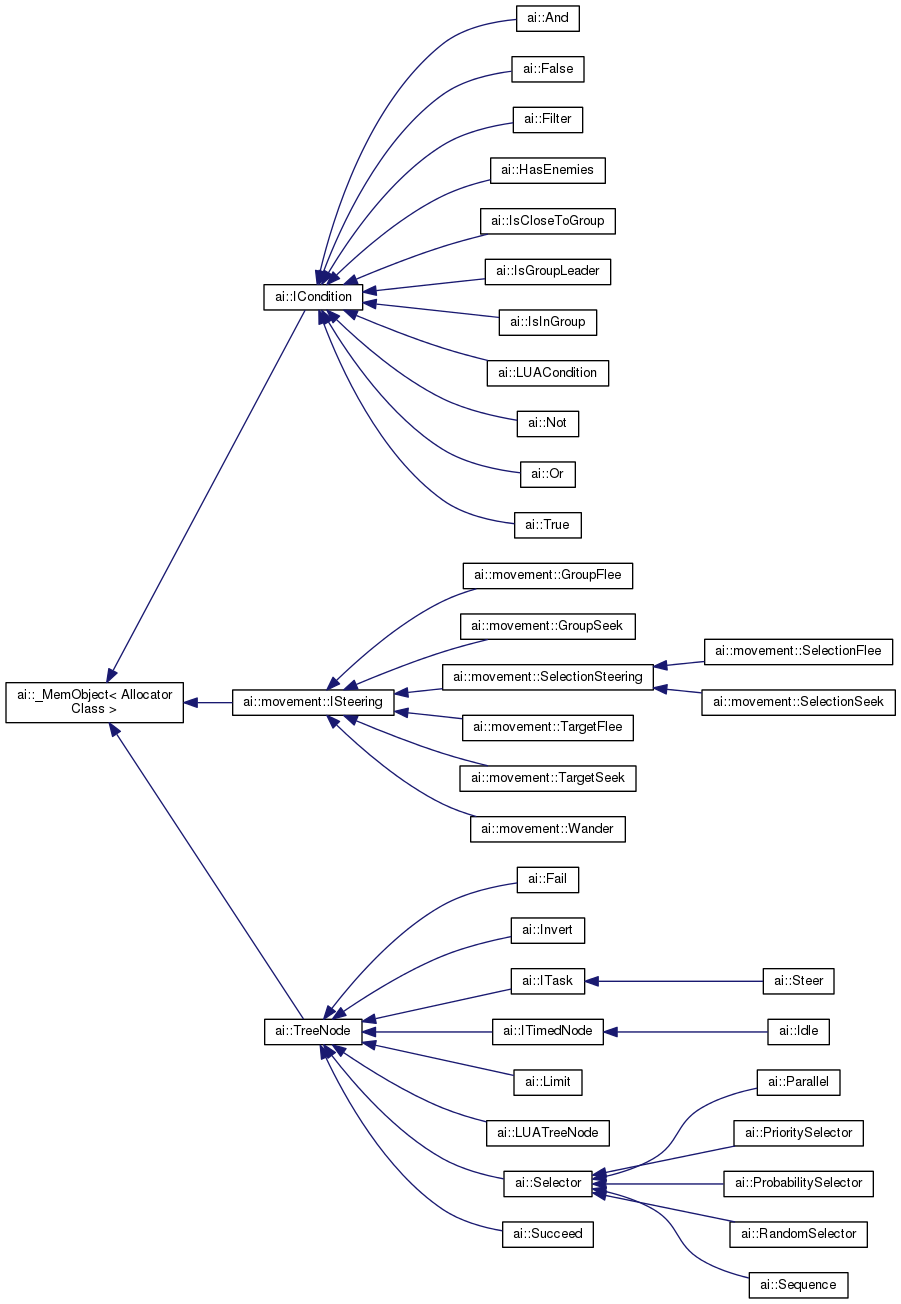 ai::And
ai::False
ai::Filter
ai::HasEnemies
ai::IsCloseToGroup
ai::IsGroupLeader
ai::ICondition
ai::IsInGroup
ai::LUACondition
ai::Not
ai::Or
ai::True
ai::movement::GroupFlee
ai::movement::GroupSeek
ai::movement::SelectionFlee
ai::movement::SelectionSteering
ai::_MemObject< Allocator
Class >
ai::movement::ISteering
ai::movement::SelectionSeek
ai::movement::TargetFlee
ai::movement::TargetSeek
ai::movement::Wander
ai::Fail
ai::Invert
ai::ITask
ai::Steer
ai::TreeNode
ai::ITimedNode
ai::Idle
ai::Limit
ai::Parallel
ai::LUATreeNode
ai::PrioritySelector
ai::Selector
ai::ProbabilitySelector
ai::Succeed
ai::RandomSelector
ai::Sequence